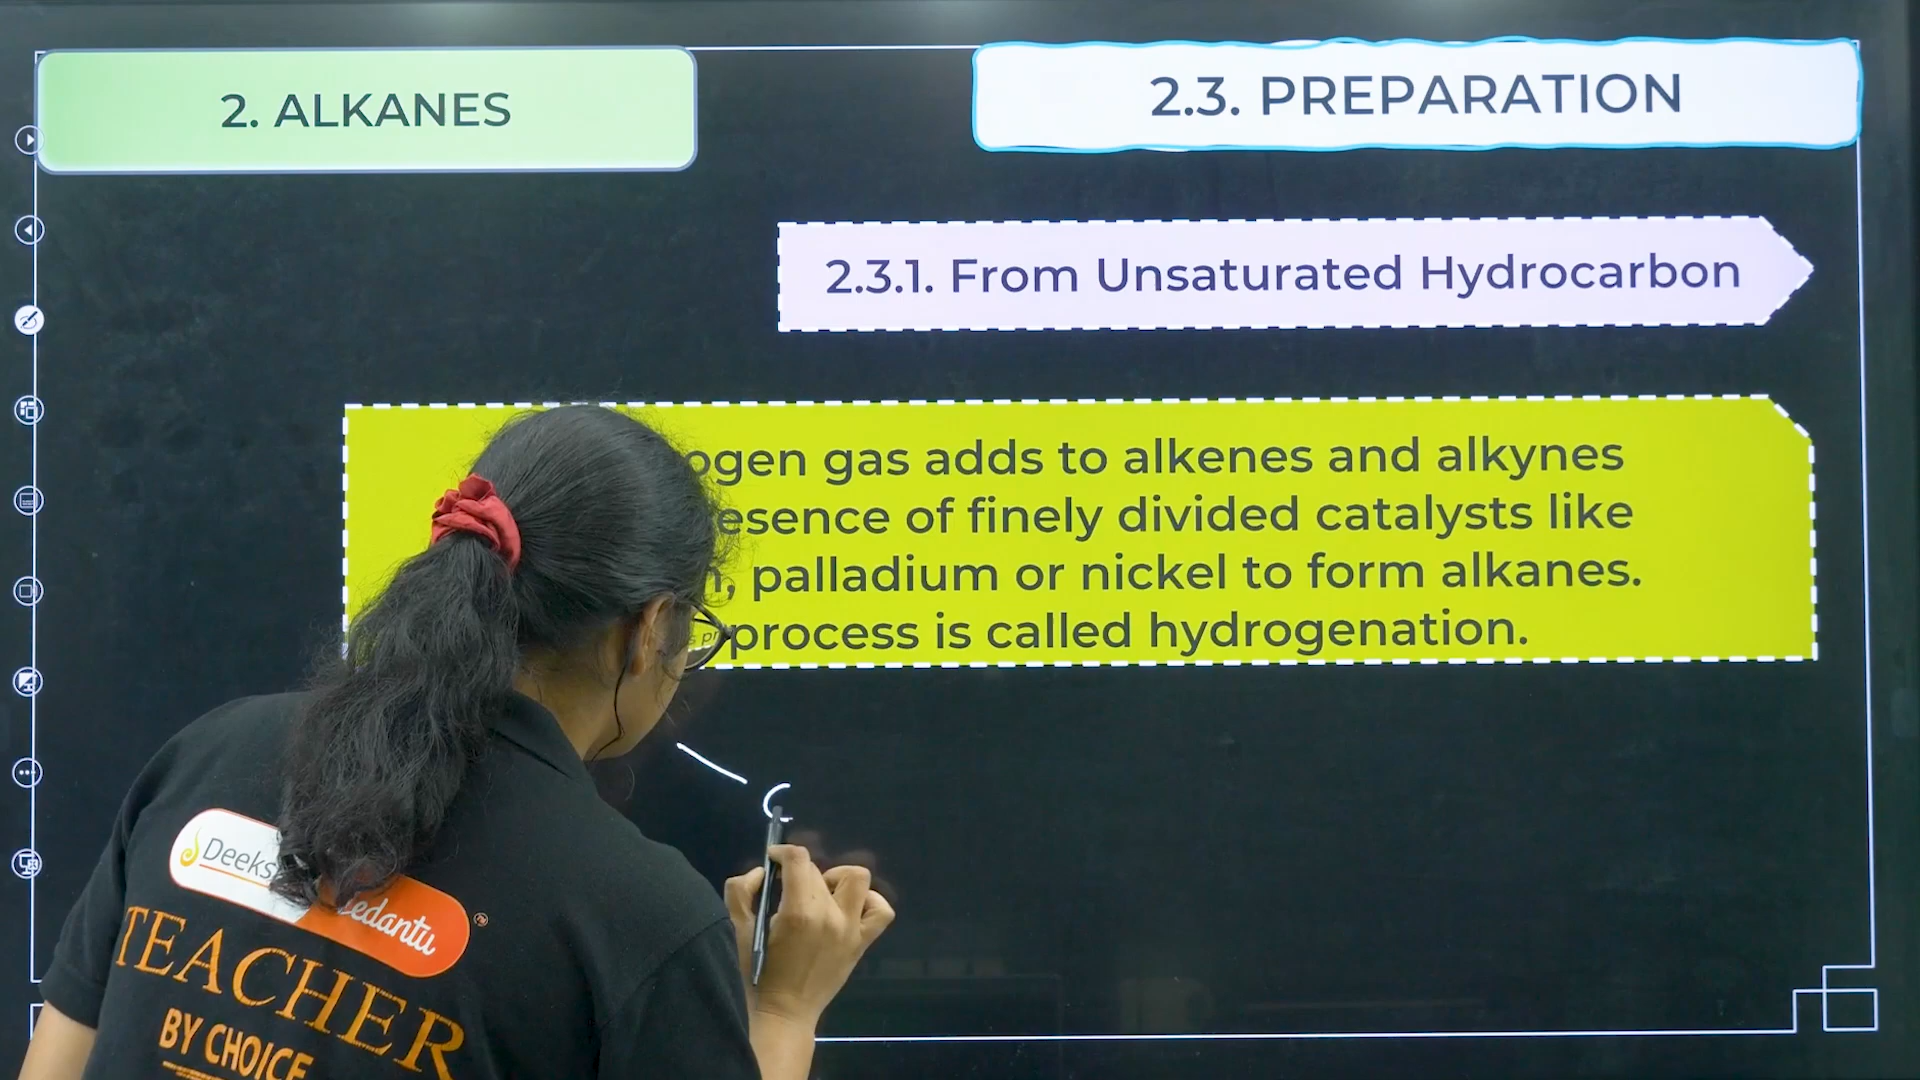 2. ALKANES
2.3. PREPARATION
2.3.1. From Unsaturated Hydrocarbon
ogen gas adds to alkenes and alkynes
esence of finely divided catalysts like
, palladium or nickel to form alkanes.
process is called hydrogenation.
C
Deeks
edantu
TEACHER
BY CHOICE